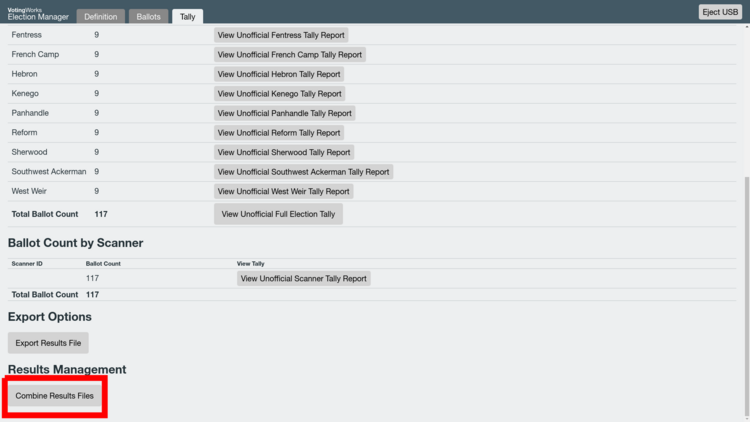 VotingWorks
Election Manager
Definition
Ballots
Tally
Eject USB
Fentress 9 View Unofficial Fentress Tally Report
French Camp 9 View Unofficial French Camp Tally Report
Hebron 9 View Unofficial Hebron Tally Report
Kenego 9 View Unofficial Kenego Tally Report
Panhandle 9 View Unofficial Panhandle Tally Report
Reform 9 View Unofficial Reform Tally Report
Sherwood 9 View Unofficial Sherwood Tally Report
Southwest Ackerman 9 View Unofficial Southwest Ackerman Tally Report
West Weir 9 View Unofficial West Weir Tally Report
Total Ballot Count 117 View Unofficial Full Election Tally
Ballot Count by Scanner
Scanner ID Ballot Count View Tally
117 View Unofficial Scanner Tally Report
Total Ballot Count 117
Export Options
Export Results File
Results Management
Combine Results Files